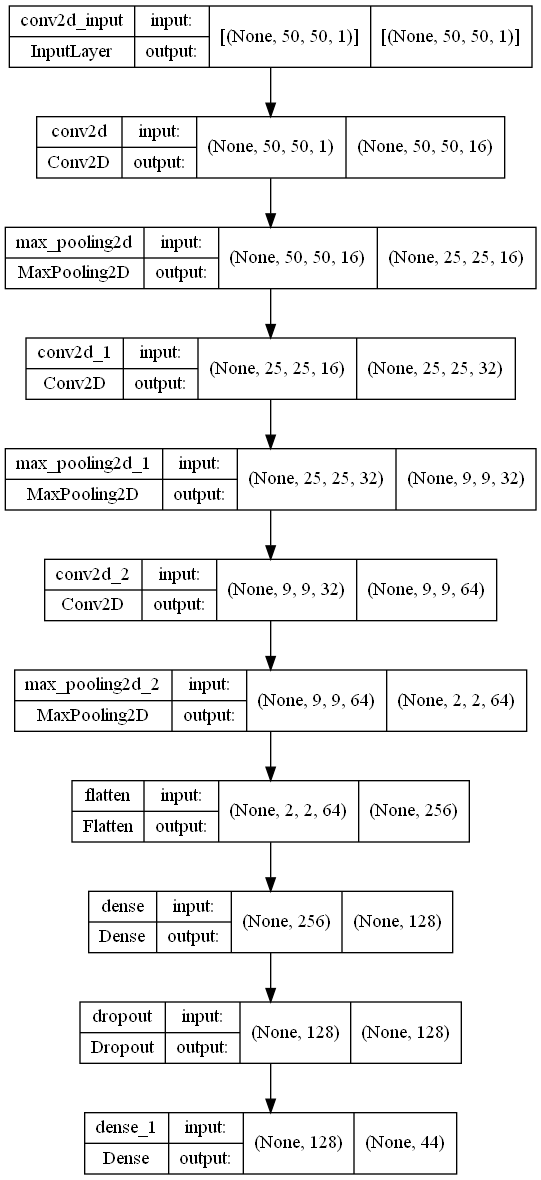 conv2d_input input: [(None, 50, 50, 1)] [(None, 50, 50, 1)]
InputLayer output:
conv2d input: (None, 50, 50, 1) (None, 50, 50, 16)
Conv2D output:
max_pooling2d input: (None, 50, 50, 16) (None, 25, 25, 16)
MaxPooling2D output:
conv2d_1 input: (None, 25, 25, 16) (None, 25, 25, 32)
Conv2D output:
max_pooling2d_1 input: (None, 25, 25, 32) (None, 9, 9, 32)
MaxPooling2D output:
conv2d_2 input: (None, 9, 9, 32) (None, 9, 9, 64)
Conv2D output:
max_pooling2d_2 input: (None, 9, 9, 64) (None, 2, 2, 64)
MaxPooling2D output:
flatten input: (None, 2, 2, 64) (None, 256)
Flatten output:
dense input: (None, 256) (None, 128)
Dense output:
dropout input: (None, 128) (None, 128)
Dropout output:
dense_1 input: (None, 128) (None, 44)
Dense output: